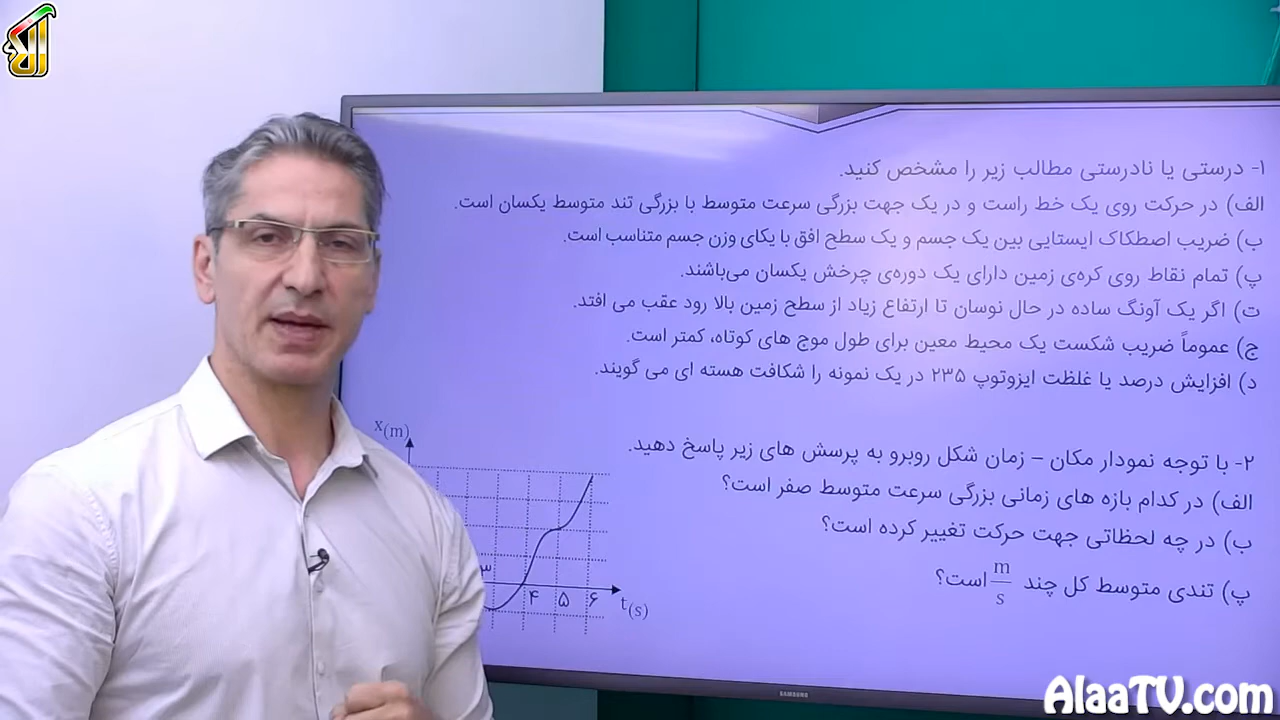 ۱- درستی یا نادرستی مطالب زیر را مشخص کنید.
الف) در حرکت روی یک خط راست و در یک جهت بزرگی سرعت متوسط با بزرگی تند متوسط یکسان است.
ب) ضریب اصطکاک ایستایی بین یک جسم و یک سطح افق با یکای وزن جسم متناسب است.
پ) تمام نقاط روی کره‌ی زمین دارای یک دوره‌ی چرخش یکسان می‌باشند.
ت) اگر یک آونگ ساده در حال نوسان تا ارتفاع زیاد از سطح زمین بالا رود عقب می افتد.
ج) عموماً ضریب شکست یک محیط معین برای طول موج های کوتاه، کمتر است.
د) افزایش درصد یا غلظت ایزوتوپ ۲۳۵ در یک نمونه را شکافت هسته ای می گویند.
۲- با توجه نمودار مکان – زمان شکل روبرو به پرسش های زیر پاسخ دهید.
الف) در کدام بازه های زمانی بزرگی سرعت متوسط صفر است؟
ب) در چه لحظاتی جهت حرکت تغییر کرده است؟
پ) تندی متوسط کل چند m/s است؟
x(m)
۳
۴ ۵ ۶ t(s)
SAMSUNG
AlaaTV.com